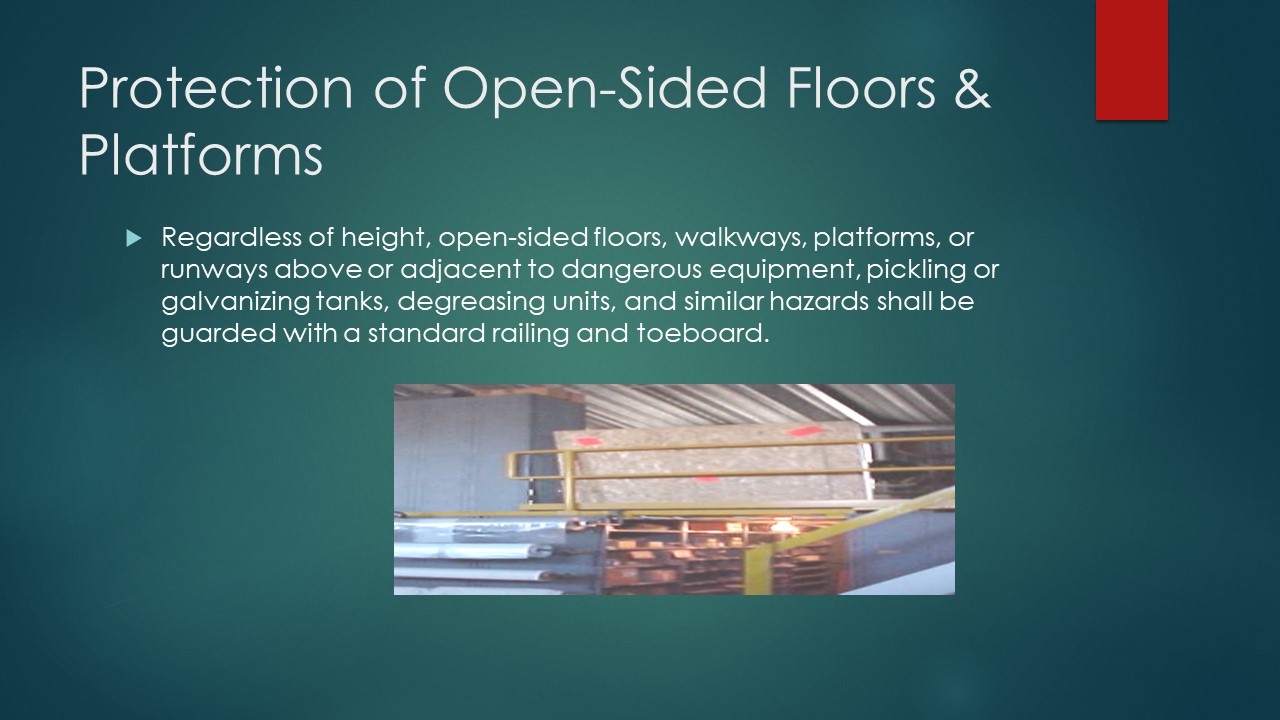 Protection of Open-Sided Floors &
Platforms
Regardless of height, open-sided floors, walkways, platforms, or
runways above or adjacent to dangerous equipment, pickling or
galvanizing tanks, degreasing units, and similar hazards shall be
guarded with a standard railing and toeboard.